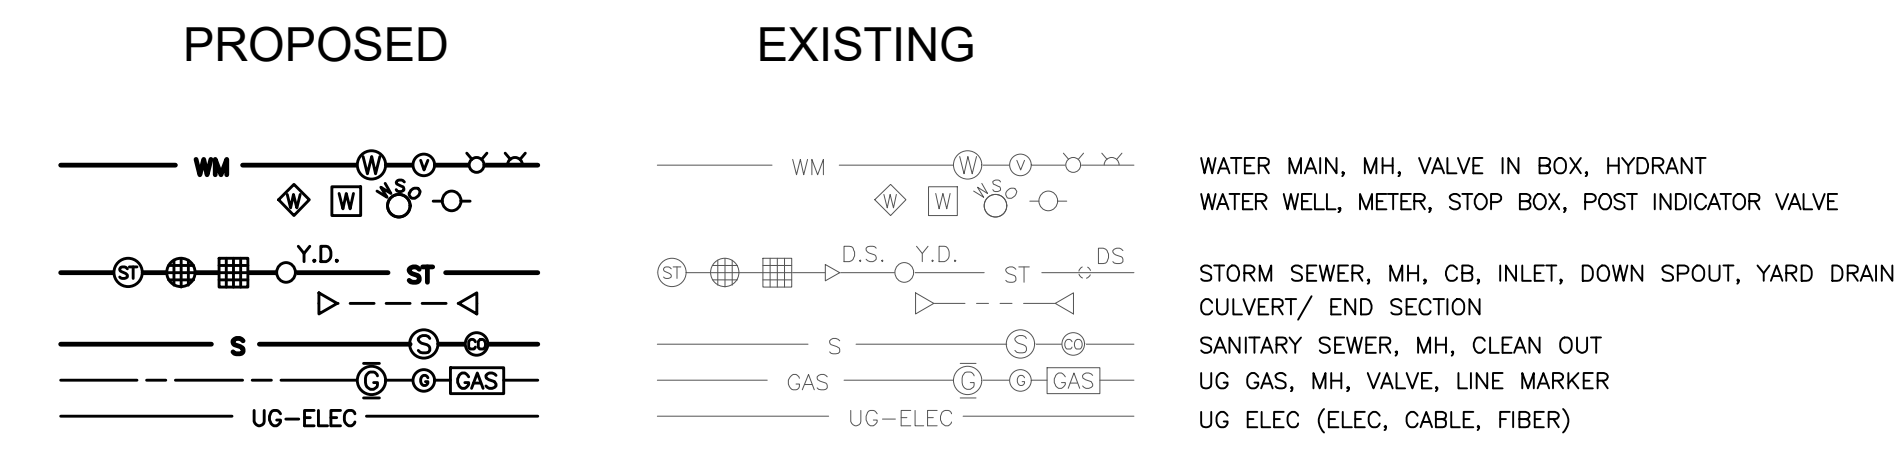 PROPOSED EXISTING
WM W V WM W V WATER MAIN, MH, VALVE IN BOX, HYDRANT
W W WSO W W WSO WATER WELL, METER, STOP BOX, POST INDICATOR VALVE
Y.D. D.S. Y.D. DS
ST ST ST ST STORM SEWER, MH, CB, INLET, DOWN SPOUT, YARD DRAIN
CULVERT/ END SECTION
S S CO S S CO SANITARY SEWER, MH, CLEAN OUT
G G GAS GAS G G GAS UG GAS, MH, VALVE, LINE MARKER
UG-ELEC UG-ELEC UG ELEC (ELEC, CABLE, FIBER)